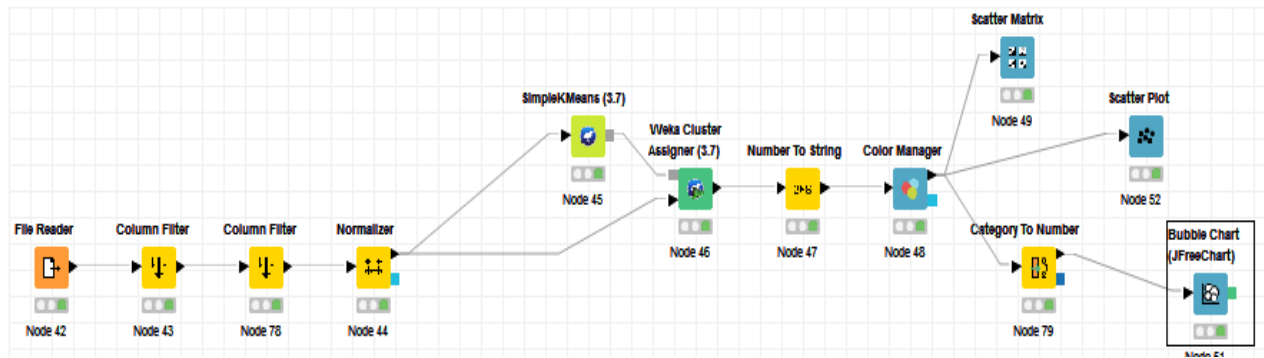 Scatter Matrix
Node 49
SimpleKMeans (3.7)
Node 45
Weka Cluster
Assigner (3.7)
Node 46
Number To String
Node 47
Color Manager
Node 48
Scatter Plot
Node 52
File Reader
Node 42
Column Filter
Node 43
Column Filter
Node 78
Normalizer
Node 44
Category To Number
Node 79
Bubble Chart
(JFreeChart)
Node 51